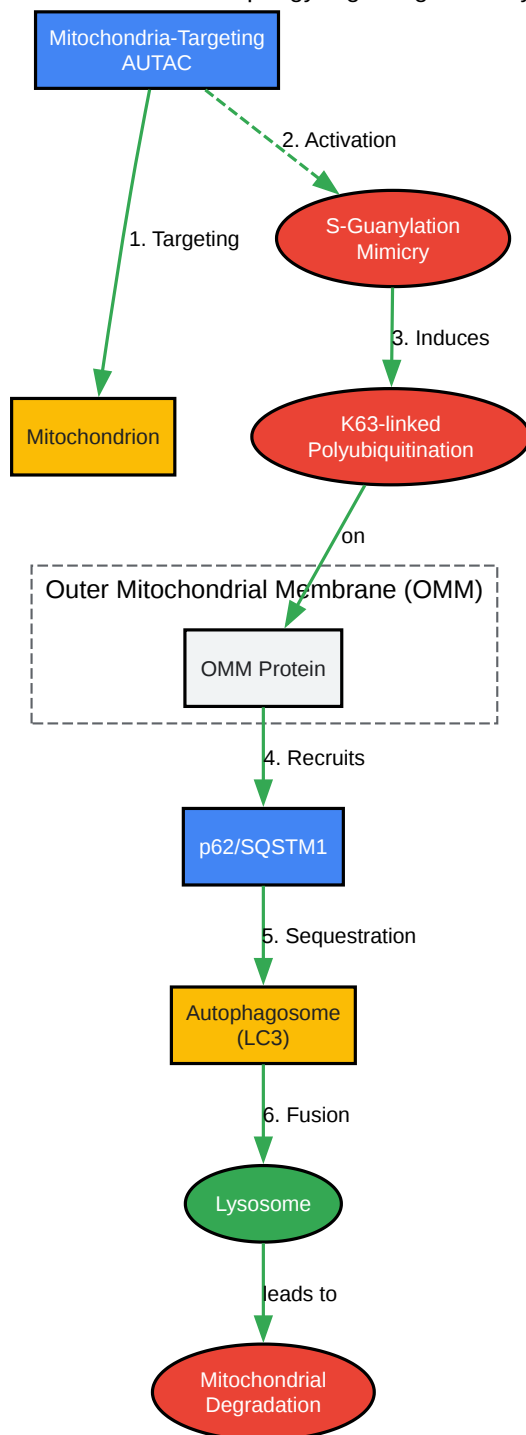 Mitochondria-Targeting
AUTAC
2. Activation
S-Guanylation
Mimicry
1. Targeting
3. Induces
Mitochondrion
K63-linked
Polyubiquitination
on
Outer Mitochondrial Membrane (OMM)
OMM Protein
4. Recruits
p62/SQSTM1
5. Sequestration
Autophagosome
(LC3)
6. Fusion
Lysosome
leads to
Mitochondrial
Degradation